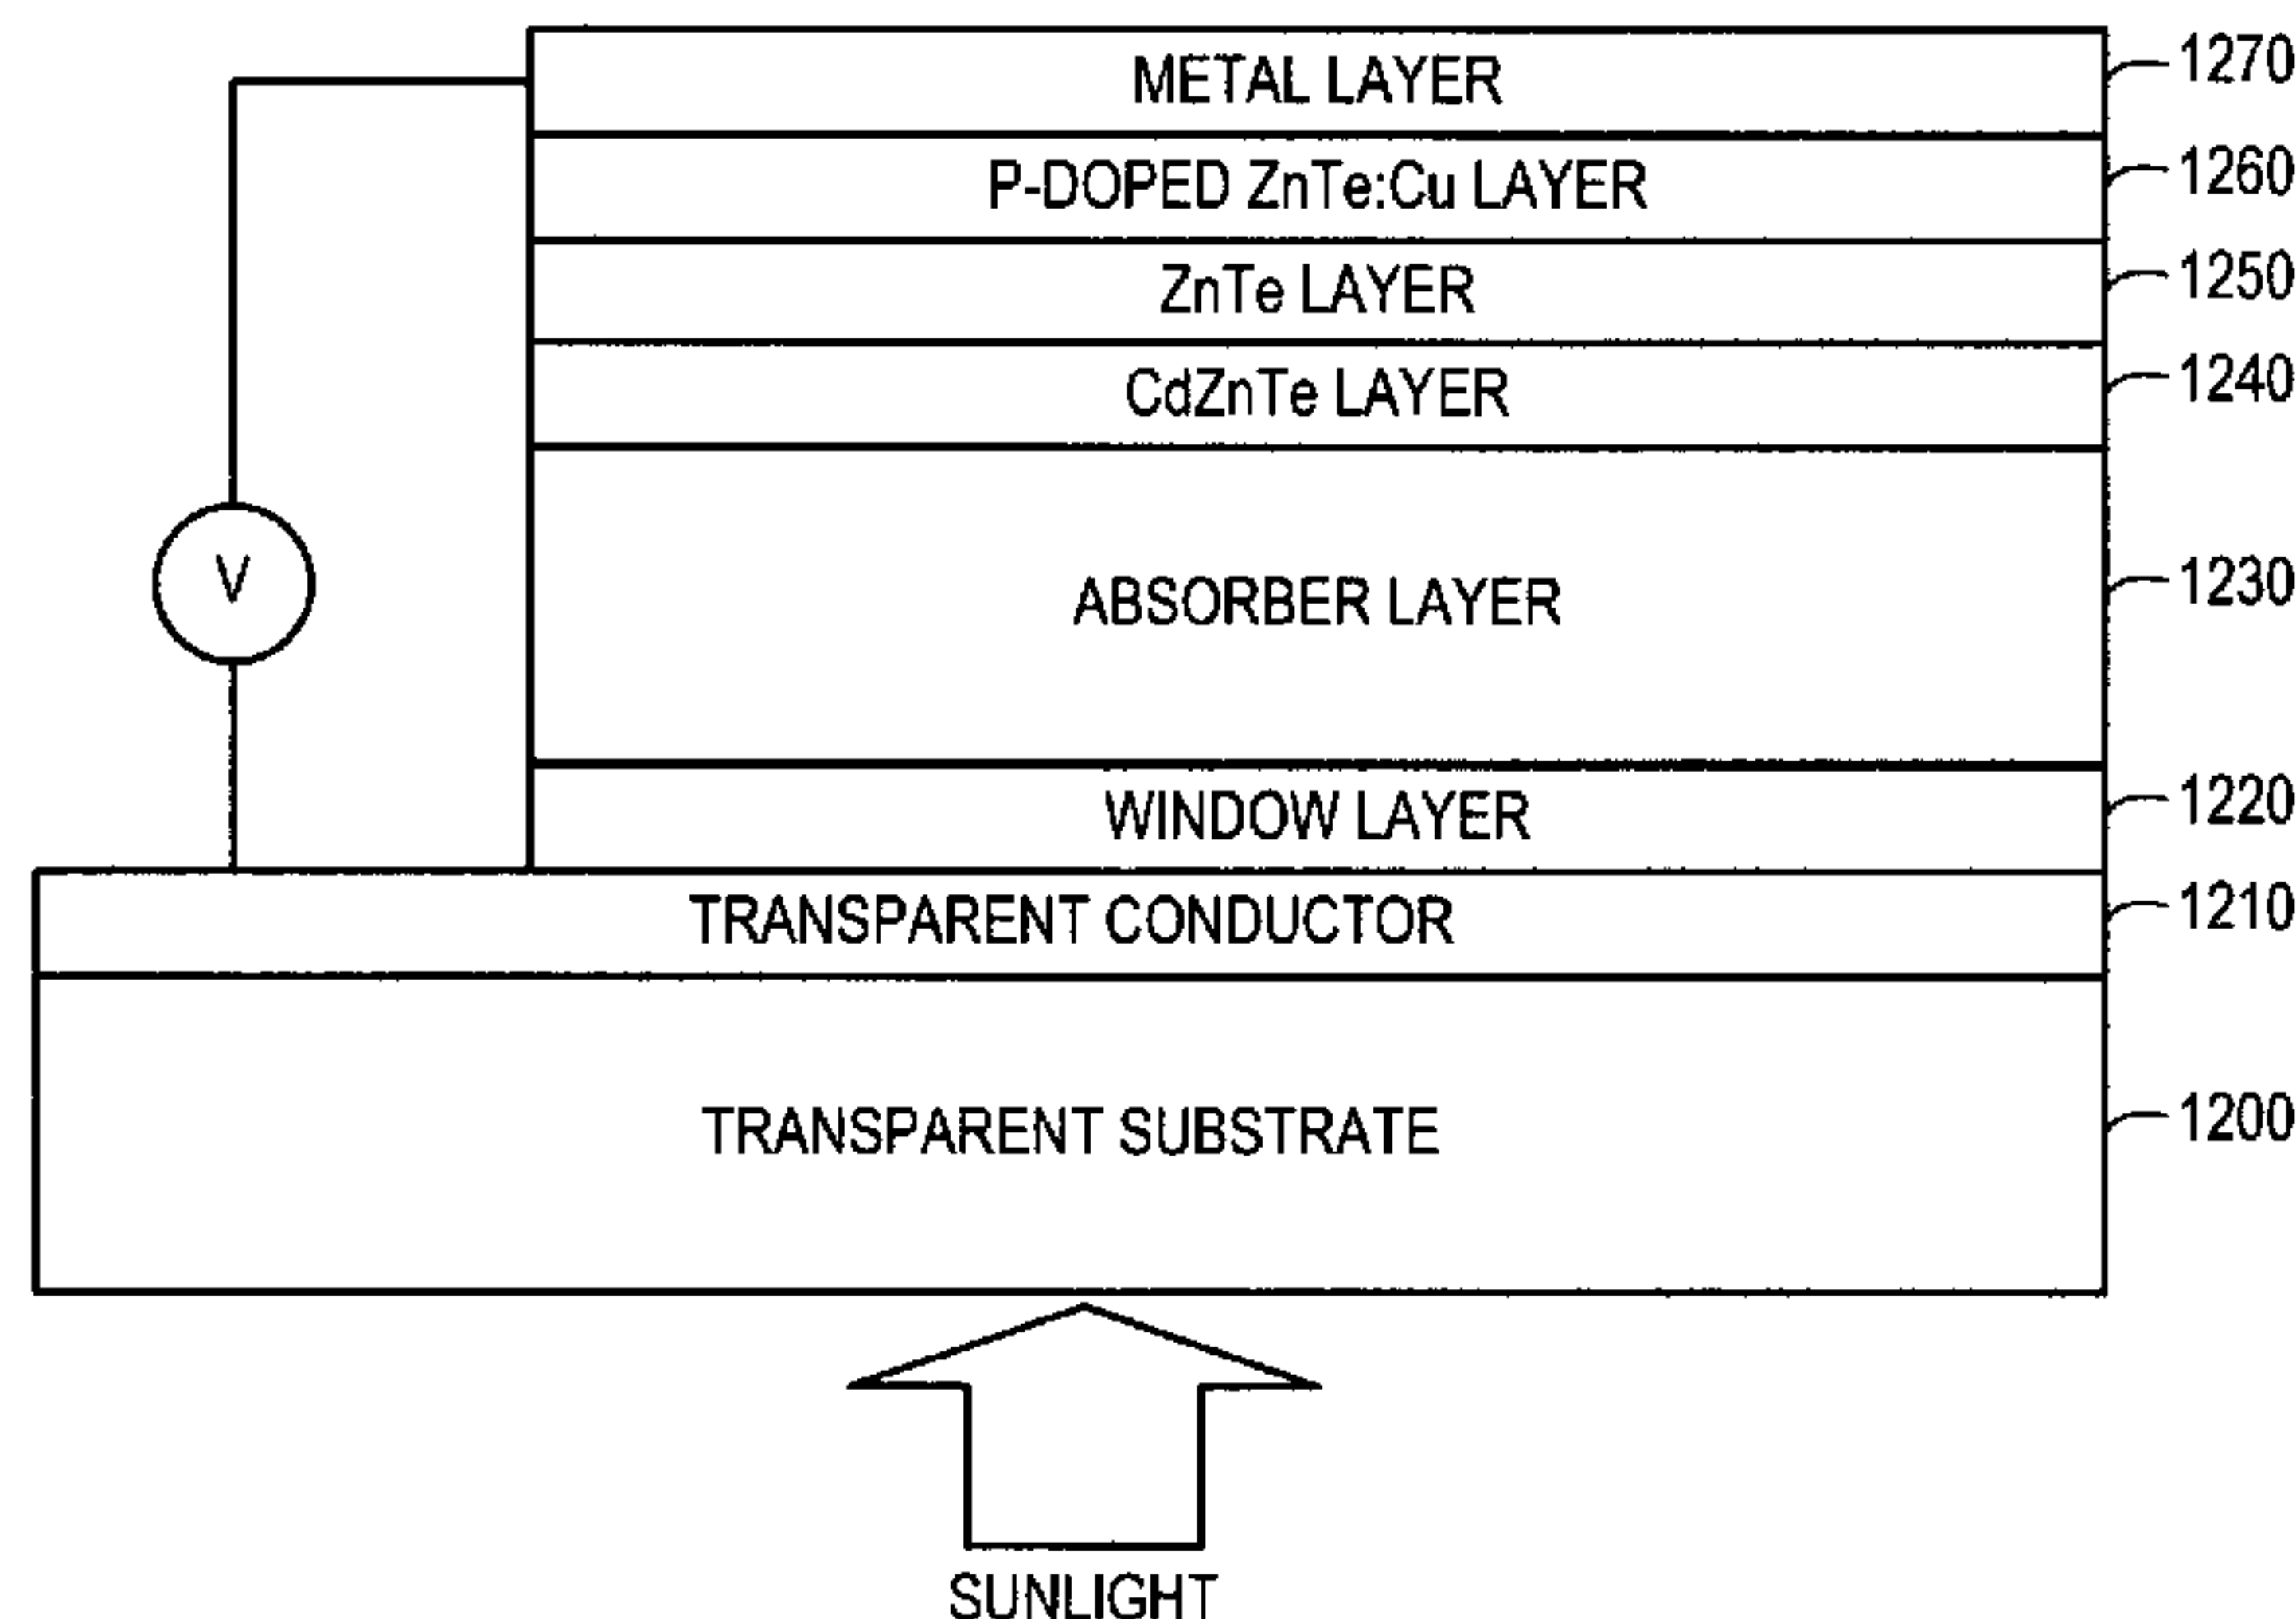 METAL LAYER 1270
P-DOPED ZnTe:Cu LAYER 1260
ZnTe LAYER 1250
CdZnTe LAYER 1240
V
ABSORBER LAYER 1230
WINDOW LAYER 1220
TRANSPARENT CONDUCTOR 1210
TRANSPARENT SUBSTRATE 1200
SUNLIGHT